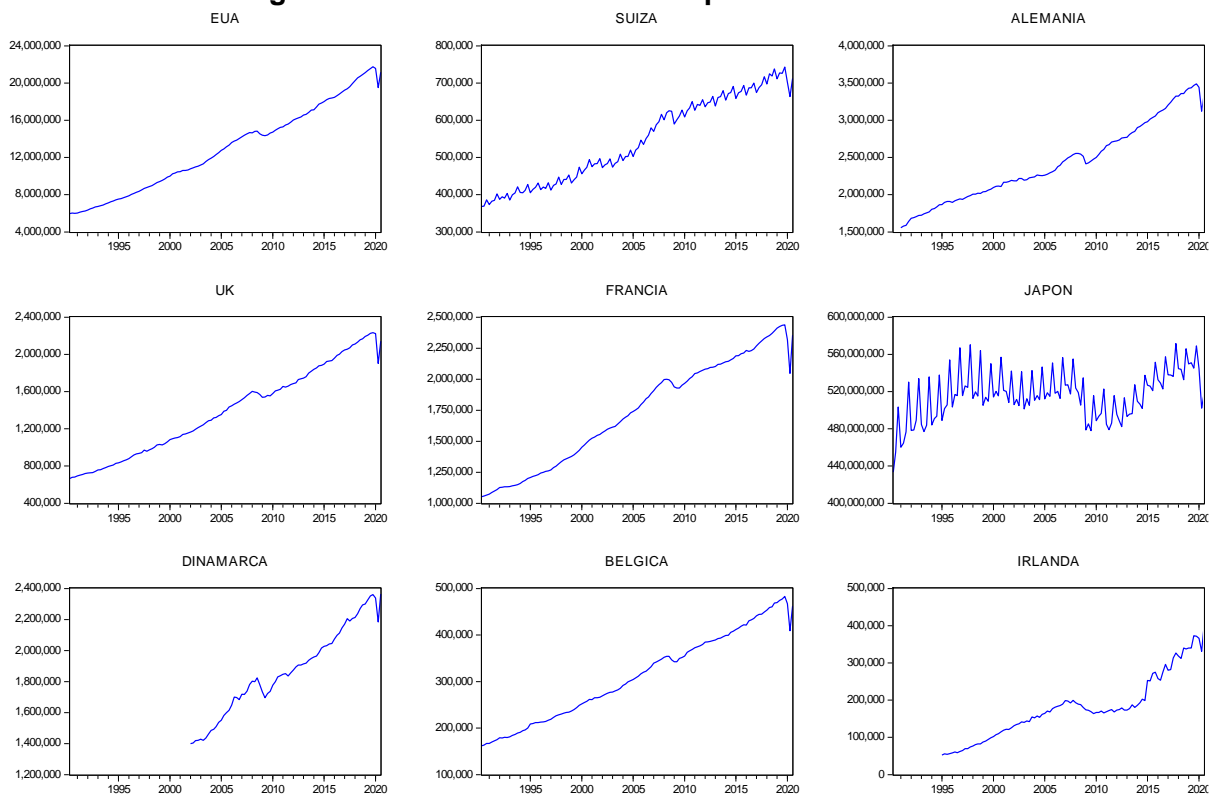 EUA SUIZA ALEMANIA
24,000,000 800,000 4,000,000
20,000,000 700,000 3,500,000
16,000,000 600,000 3,000,000
12,000,000 500,000 2,500,000
8,000,000 400,000 2,000,000
4,000,000 300,000 1,500,000
1995 2000 2005 2010 2015 2020 1995 2000 2005 2010 2015 2020 1995 2000 2005 2010 2015 2020
UK FRANCIA JAPON
2,400,000 2,500,000 600,000,000
2,000,000 2,250,000 560,000,000
1,600,000 2,000,000 520,000,000
1,200,000 1,750,000 480,000,000
800,000 1,500,000 440,000,000
400,000 1,250,000 400,000,000
1,000,000
1995 2000 2005 2010 2015 2020 1995 2000 2005 2010 2015 2020 1995 2000 2005 2010 2015 2020
DINAMARCA BELGICA IRLANDA
2,400,000 500,000 500,000
2,200,000 400,000 400,000
2,000,000 300,000 300,000
1,800,000 200,000 200,000
1,600,000 100,000 100,000
1,400,000 0
1,200,000
1995 2000 2005 2010 2015 2020 1995 2000 2005 2010 2015 2020 1995 2000 2005 2010 2015 2020